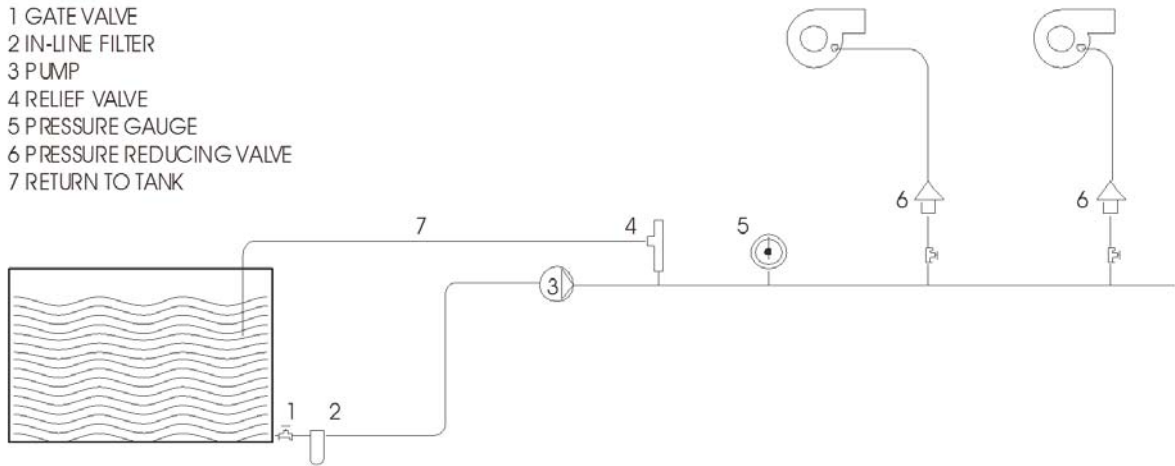 1 GATE VALVE
2 IN-LINE FILTER
3 PUMP
4 RELIEF VALVE
5 PRESSURE GAUGE
6 PRESSURE REDUCING VALVE
7 RETURN TO TANK
6
6
7
4
5
3
1
2